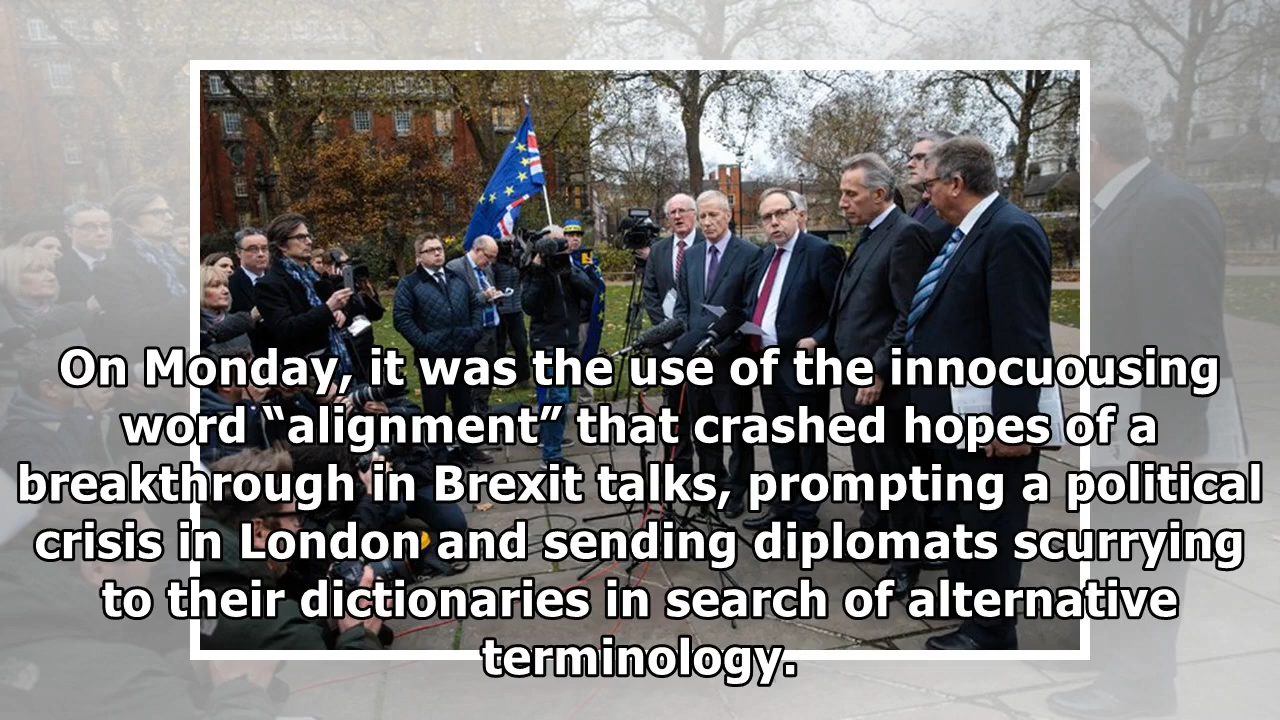 On Monday, it was the use of the innocuousing
word “alignment” that crashed hopes of a
breakthrough in Brexit talks, prompting a political
crisis in London and sending diplomats scurrying
to their dictionaries in search of alternative
terminology.